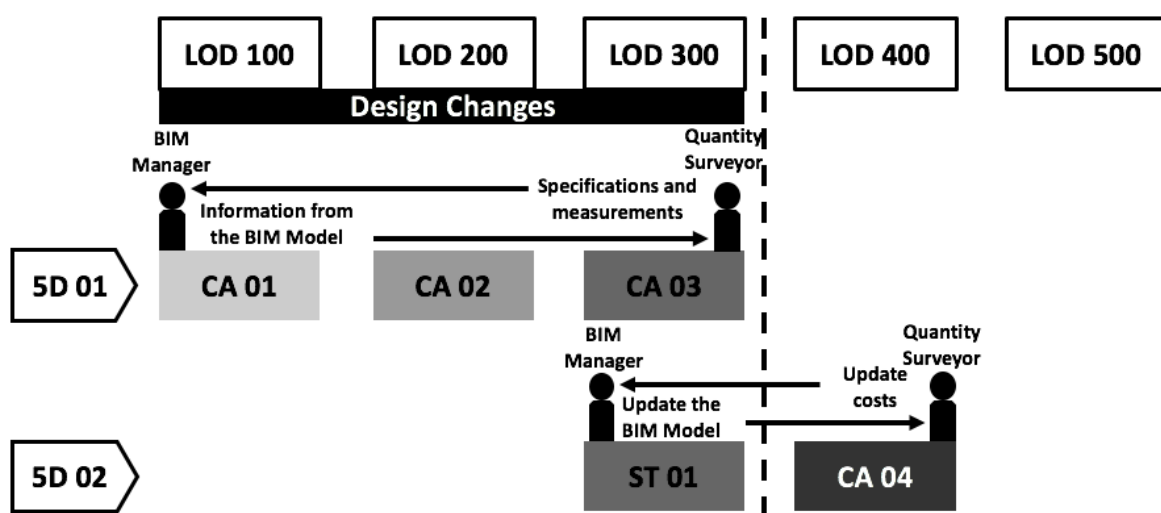 LOD 100
LOD 200
LOD 300
LOD 400
LOD 500
Design Changes
BIM
Manager
Quantity
Surveyor
Specifications and
measurements
Information from
the BIM Model
5D 01
CA 01
CA 02
CA 03
BIM
Manager
Quantity
Surveyor
Update
costs
Update the
BIM Model
5D 02
ST 01
CA 04